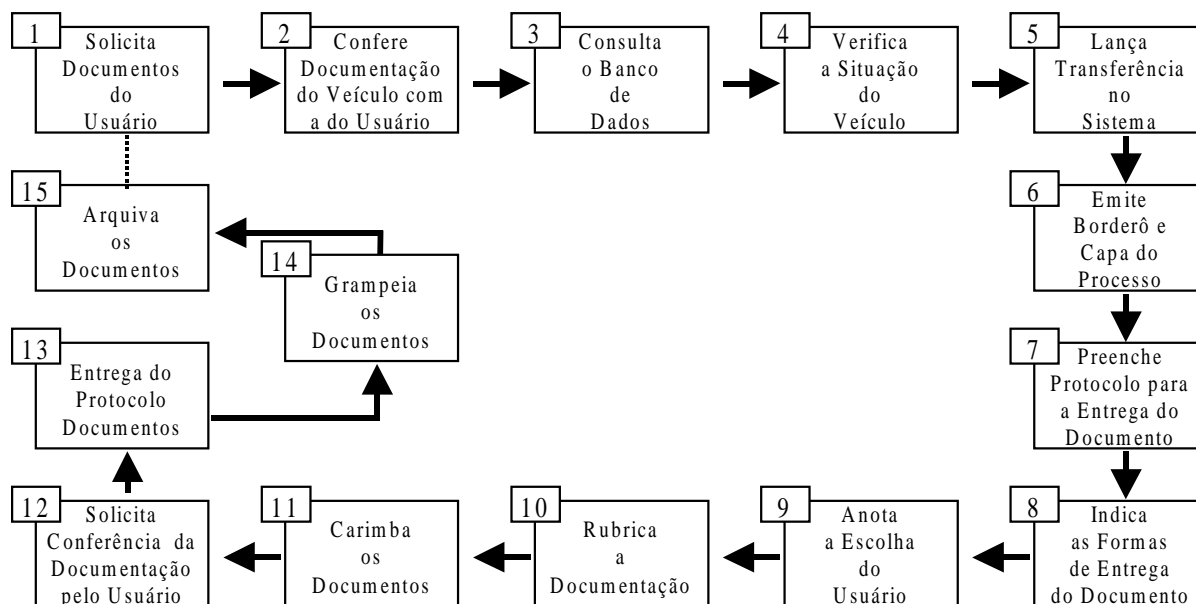 1
Solicita
Documentos
do
Usuário
2
Confere
Documentação
do Veículo com
a do Usuário
3
Consulta
o Banco
de
Dados
4
Verifica
a Situação
do
Veículo
5
Lança
Transferência
no
Sistema
6
Emite
Borderô e
Capa do
Processo
7
Preenche
Protocolo para
a Entrega do
Documento
8
Indica
as Formas
de Entrega
do Documento
9
Anota
a Escolha
do
Usuário
10
Rubrica
a
Documentação
11
Carimba
os
Documentos
12
Solicita
Conferência da
Documentação
pelo Usuário
13
Entrega do
Protocolo
Documentos
14
Grampeia
os
Documentos
15
Arquiva
os
Documentos